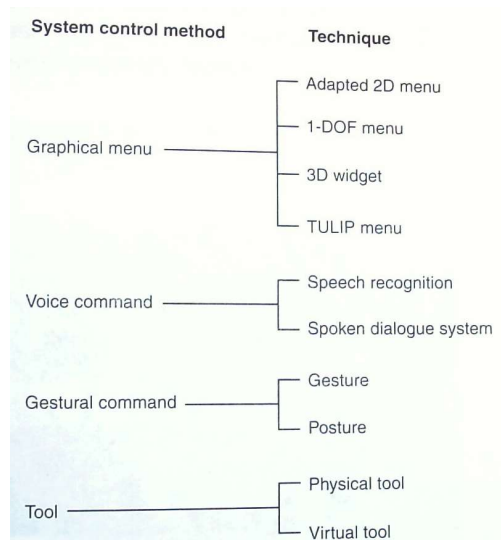 System control method
Technique
Graphical menu
Adapted 2D menu
1-DOF menu
3D widget
TULIP menu
Voice command
Speech recognition
Spoken dialogue system
Gestural command
Gesture
Posture
Tool
Physical tool
Virtual tool